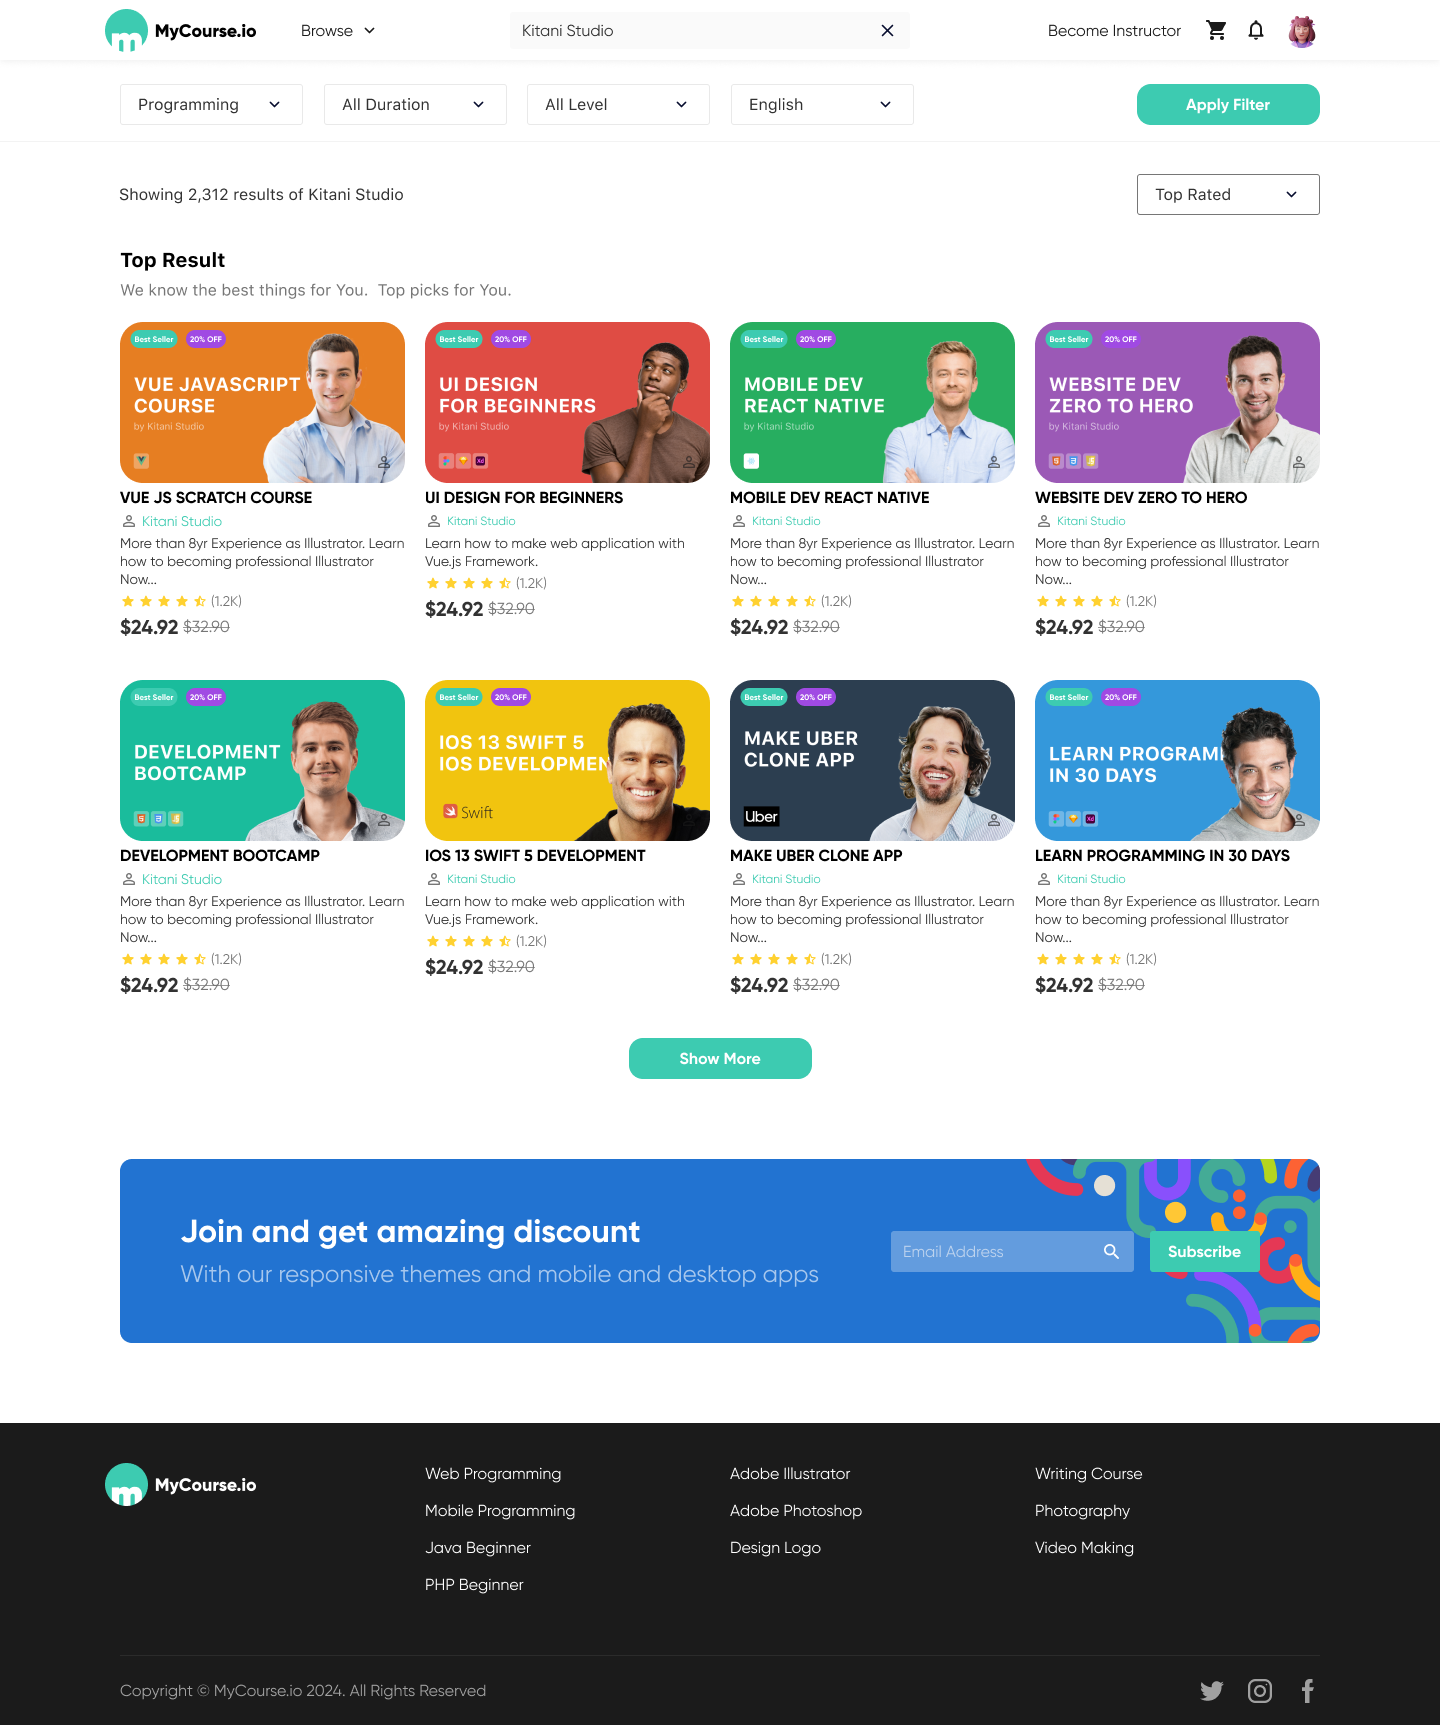 MyCourse.io
Browse
Kitani Studio
Become Instructor
Programming
All Duration
All Level
English
Apply Filter
Showing 2,312 results of Kitani Studio
Top Rated
Top Result
We know the best things for You. Top picks for You.
Best Seller 20% OFF
VUE JAVASCRIPT
COURSE
by Kitani Studio
Best Seller 20% OFF
UI DESIGN
FOR BEGINNERS
by Kitani Studio
Xd
Best Seller 20% OFF
MOBILE DEV
REACT NATIVE
by Kitani Studio
Best Seller 20% OFF
WEBSITE DEV
ZERO TO HERO
by Kitani Studio
VUE JS SCRATCH COURSE
Kitani Studio
More than 8yr Experience as Illustrator. Learn
how to becoming professional Illustrator
Now...
(1.2K)
$24.92 $32.90
UI DESIGN FOR BEGINNERS
Kitani Studio
Learn how to make web application with
Vue.js Framework.
(1.2K)
$24.92 $32.90
MOBILE DEV REACT NATIVE
Kitani Studio
More than 8yr Experience as Illustrator. Learn
how to becoming professional Illustrator
Now...
(1.2K)
$24.92 $32.90
WEBSITE DEV ZERO TO HERO
Kitani Studio
More than 8yr Experience as Illustrator. Learn
how to becoming professional Illustrator
Now...
(1.2K)
$24.92 $32.90
Best Seller 20% OFF
DEVELOPMENT
BOOTCAMP
Best Seller 20% OFF
IOS 13 SWIFT 5
IOS DEVELOPMEN
Swift
Best Seller 20% OFF
MAKE UBER
CLONE APP
Uber
Best Seller 20% OFF
LEARN PROGRAM
IN 30 DAYS
Xd
DEVELOPMENT BOOTCAMP
Kitani Studio
More than 8yr Experience as Illustrator. Learn
how to becoming professional Illustrator
Now...
(1.2K)
$24.92 $32.90
IOS 13 SWIFT 5 DEVELOPMENT
Kitani Studio
Learn how to make web application with
Vue.js Framework.
(1.2K)
$24.92 $32.90
MAKE UBER CLONE APP
Kitani Studio
More than 8yr Experience as Illustrator. Learn
how to becoming professional Illustrator
Now...
(1.2K)
$24.92 $32.90
LEARN PROGRAMMING IN 30 DAYS
Kitani Studio
More than 8yr Experience as Illustrator. Learn
how to becoming professional Illustrator
Now...
(1.2K)
$24.92 $32.90
Show More
Join and get amazing discount
With our responsive themes and mobile and desktop apps
Email Address
Subscribe
MyCourse.io
Web Programming
Mobile Programming
Java Beginner
PHP Beginner
Adobe Illustrator
Adobe Photoshop
Design Logo
Writing Course
Photography
Video Making
Copyright © MyCourse.io 2024. All Rights Reserved